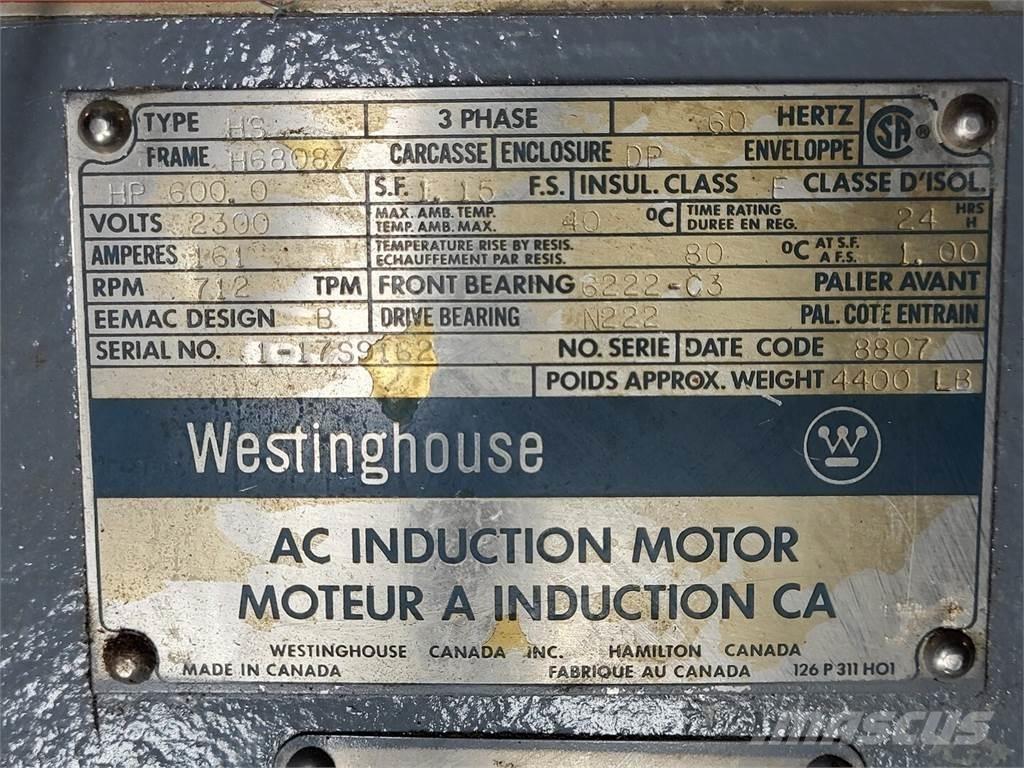 TYPE HS 3 PHASE 60 HERTZ SA ®
FRAME H6808Z CARCASSE ENCLOSURE DP ENVELOPPE
HP 600.0 S.F. 1.15 F.S. INSUL. CLASS F CLASSE D'ISOL.
VOLTS 2300 MAX. AMB. TEMP. TEMP. AMB. MAX. 40 °C TIME RATING DUREE EN REG. 24 HRS H
AMPERES 161 TEMPERATURE RISE BY RESIS. ECHAUFFEMENT PAR RESIS. 80 °C AT S.F. A F.S. 1.00
RPM 712 TPM FRONT BEARING 6222-C3 PALIER AVANT
EEMAC DESIGN B DRIVE BEARING N222 PAL. COTE ENTRAIN
SERIAL NO. 1-17S9162 NO. SERIE DATE CODE 8807
POIDS APPROX. WEIGHT 4400 LB
Westinghouse W
AC INDUCTION MOTOR
MOTEUR A INDUCTION CA
WESTINGHOUSE CANADA INC. HAMILTON CANADA
MADE IN CANADA FABRIQUE AU CANADA 126 P 311 HO1
MASCUS